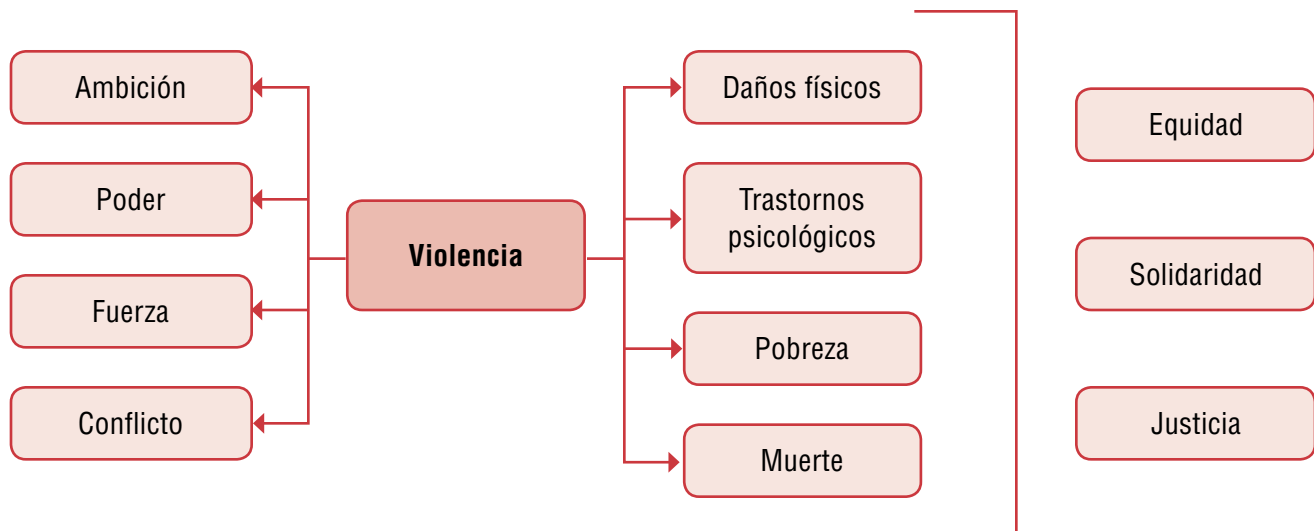 Ambición
Poder
Fuerza
Conflicto
Violencia
Daños físicos
Trastornos
psicológicos
Pobreza
Muerte
Equidad
Solidaridad
Justicia